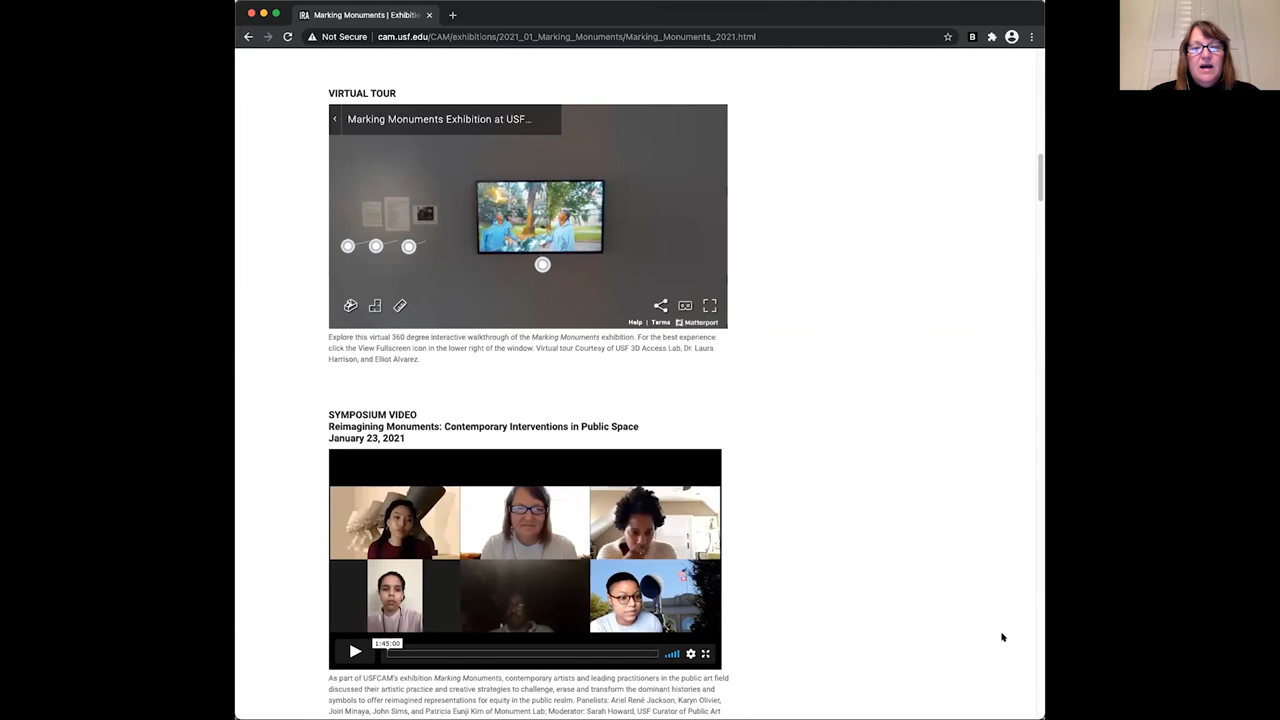 IRA Marking Monuments | Exhibitio
Not Secure cam.usf.edu/CAM/exhibitions/2021_01_Marking_Monuments/Marking_Monuments_2021.html
VIRTUAL TOUR
Marking Monuments Exhibition at USF...
Help | Terms Matterport
Explore this virtual 360 degree interactive walkthrough of the Marking Monuments exhibition. For the best experience
click the View Fullscreen icon in the lower right of the window. Virtual tour Courtesy of USF 3D Access Lab, Dr. Laura
Harrison, and Elliot Alvarez.
SYMPOSIUM VIDEO
Reimagining Monuments: Contemporary Interventions in Public Space
January 23, 2021
1:45:00
As part of USFCAM's exhibition Marking Monuments, contemporary artists and leading practitioners in the public art field
discussed their artistic practice and creative strategies to challenge, erase and transform the dominant histories and
symbols to offer reimagined representations for equity in the public realm. Panelists: Ariel René Jackson, Karyn Olivier,
Joiri Minaya, John Sims, and Patricia Eunji Kim of Monument Lab; Moderator: Sarah Howard, USF Curator of Public Art